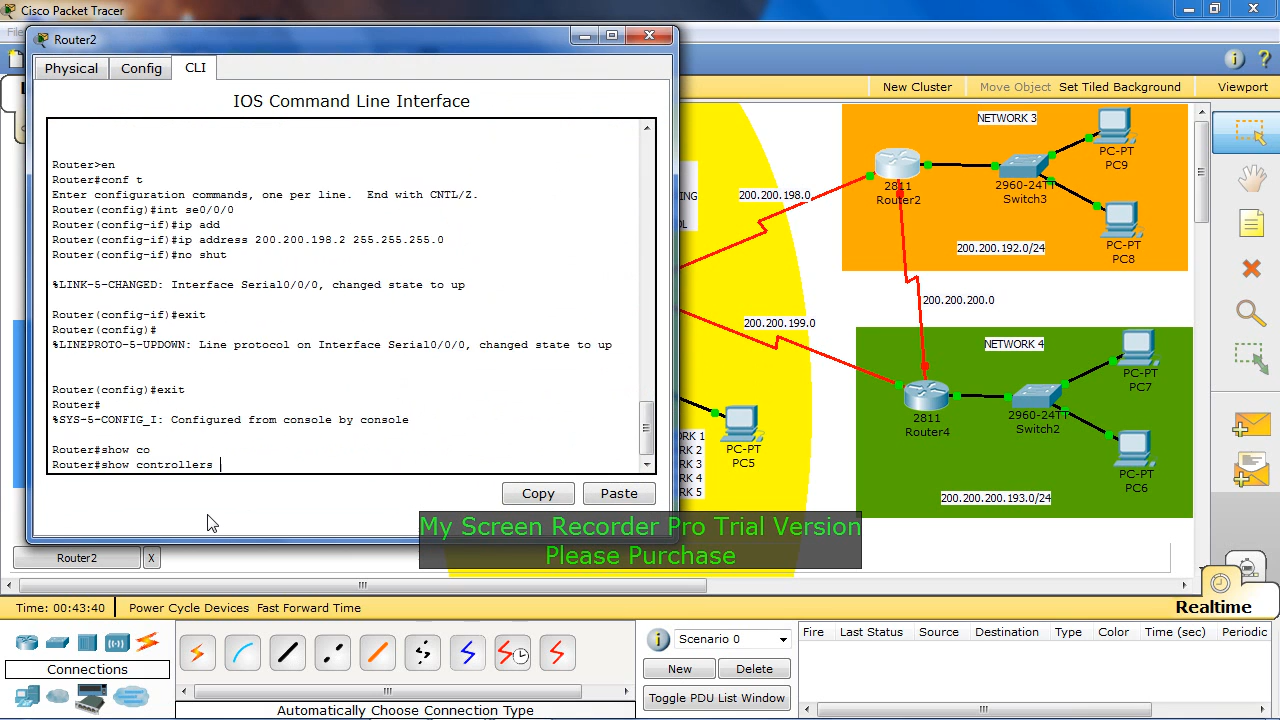 Cisco Packet Tracer
Router2
Physical
Config
CLI
IOS Command Line Interface
Router>en
Router#conf t
Enter configuration commands, one per line.  End with CNTL/Z.
Router(config)#int se0/0/0
Router(config-if)#ip add
Router(config-if)#ip address 200.200.198.2 255.255.255.0
Router(config-if)#no shut
%LINK-5-CHANGED: Interface Serial0/0/0, changed state to up
Router(config-if)#exit
Router(config)#
%LINEPROTO-5-UPDOWN: Line protocol on Interface Serial0/0/0, changed state to up
Router(config)#exit
Router#
%SYS-5-CONFIG_I: Configured from console by console
Router#show co
Router#show controllers
Copy
Paste
Router2
X
New Cluster
Move Object
Set Tiled Background
Viewport
NETWORK 3
PC-PT
PC9
2811
Router2
2960-24TT
Switch3
PC-PT
PC8
200.200.192.0/24
200.200.198.0
200.200.200.0
200.200.199.0
NETWORK 4
PC-PT
PC7
2811
Router4
2960-24TT
Switch2
PC-PT
PC6
200.200.200.193.0/24
PC-PT
PC5
RK 1
RK 2
RK 3
RK 4
RK 5
My Screen Recorder Pro Trial Version
Please Purchase
Time: 00:43:40
Power Cycle Devices
Fast Forward Time
Realtime
Connections
Automatically Choose Connection Type
Scenario 0
New
Delete
Toggle PDU List Window
Fire
Last Status
Source
Destination
Type
Color
Time (sec)
Periodic